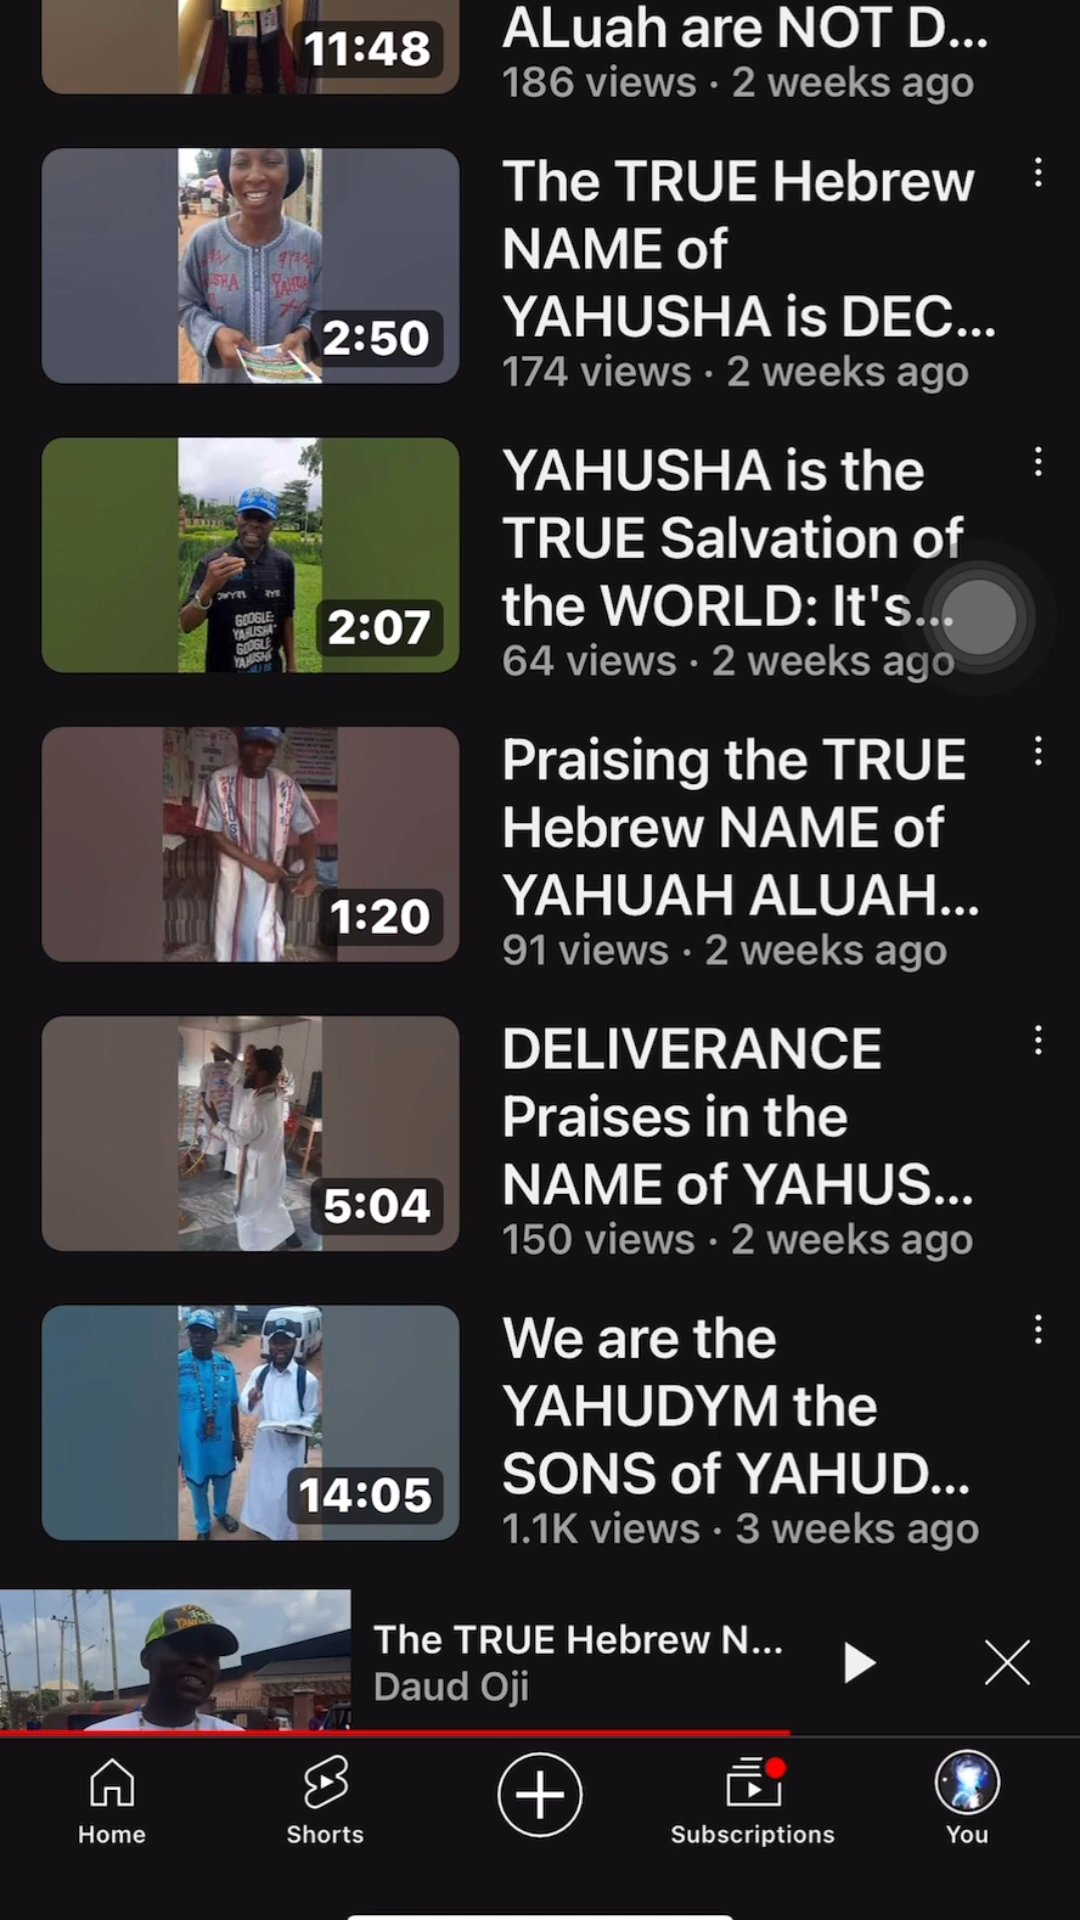 11:48
ALuah are NOT D...
186 views · 2 weeks ago
The TRUE Hebrew
NAME of
YAHUSHA is DEC...
174 views · 2 weeks ago
2:50
YAHUSHA is the
TRUE Salvation of
the WORLD: It's...
64 views · 2 weeks ago
GOOGLE:
YAHUSHA
GOOGLE
YAHUSHA
2:07
Praising the TRUE
Hebrew NAME of
YAHUAH ALUAH...
91 views · 2 weeks ago
1:20
DELIVERANCE
Praises in the
NAME of YAHUS...
150 views · 2 weeks ago
5:04
We are the
YAHUDYM the
SONS of YAHUD...
1.1K views · 3 weeks ago
14:05
The TRUE Hebrew N...
Daud Oji
Home
Shorts
Subscriptions
You